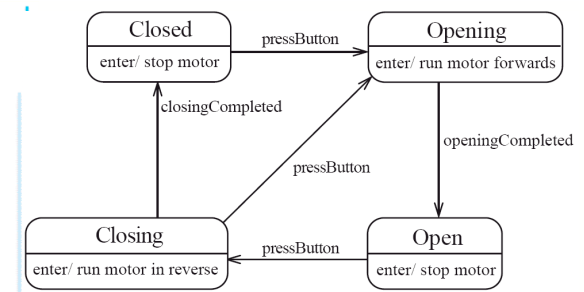 Closed
enter/ stop motor
pressButton
Opening
enter/ run motor forwards
closingCompleted
openingCompleted
pressButton
Closing
enter/ run motor in reverse
pressButton
Open
enter/ stop motor